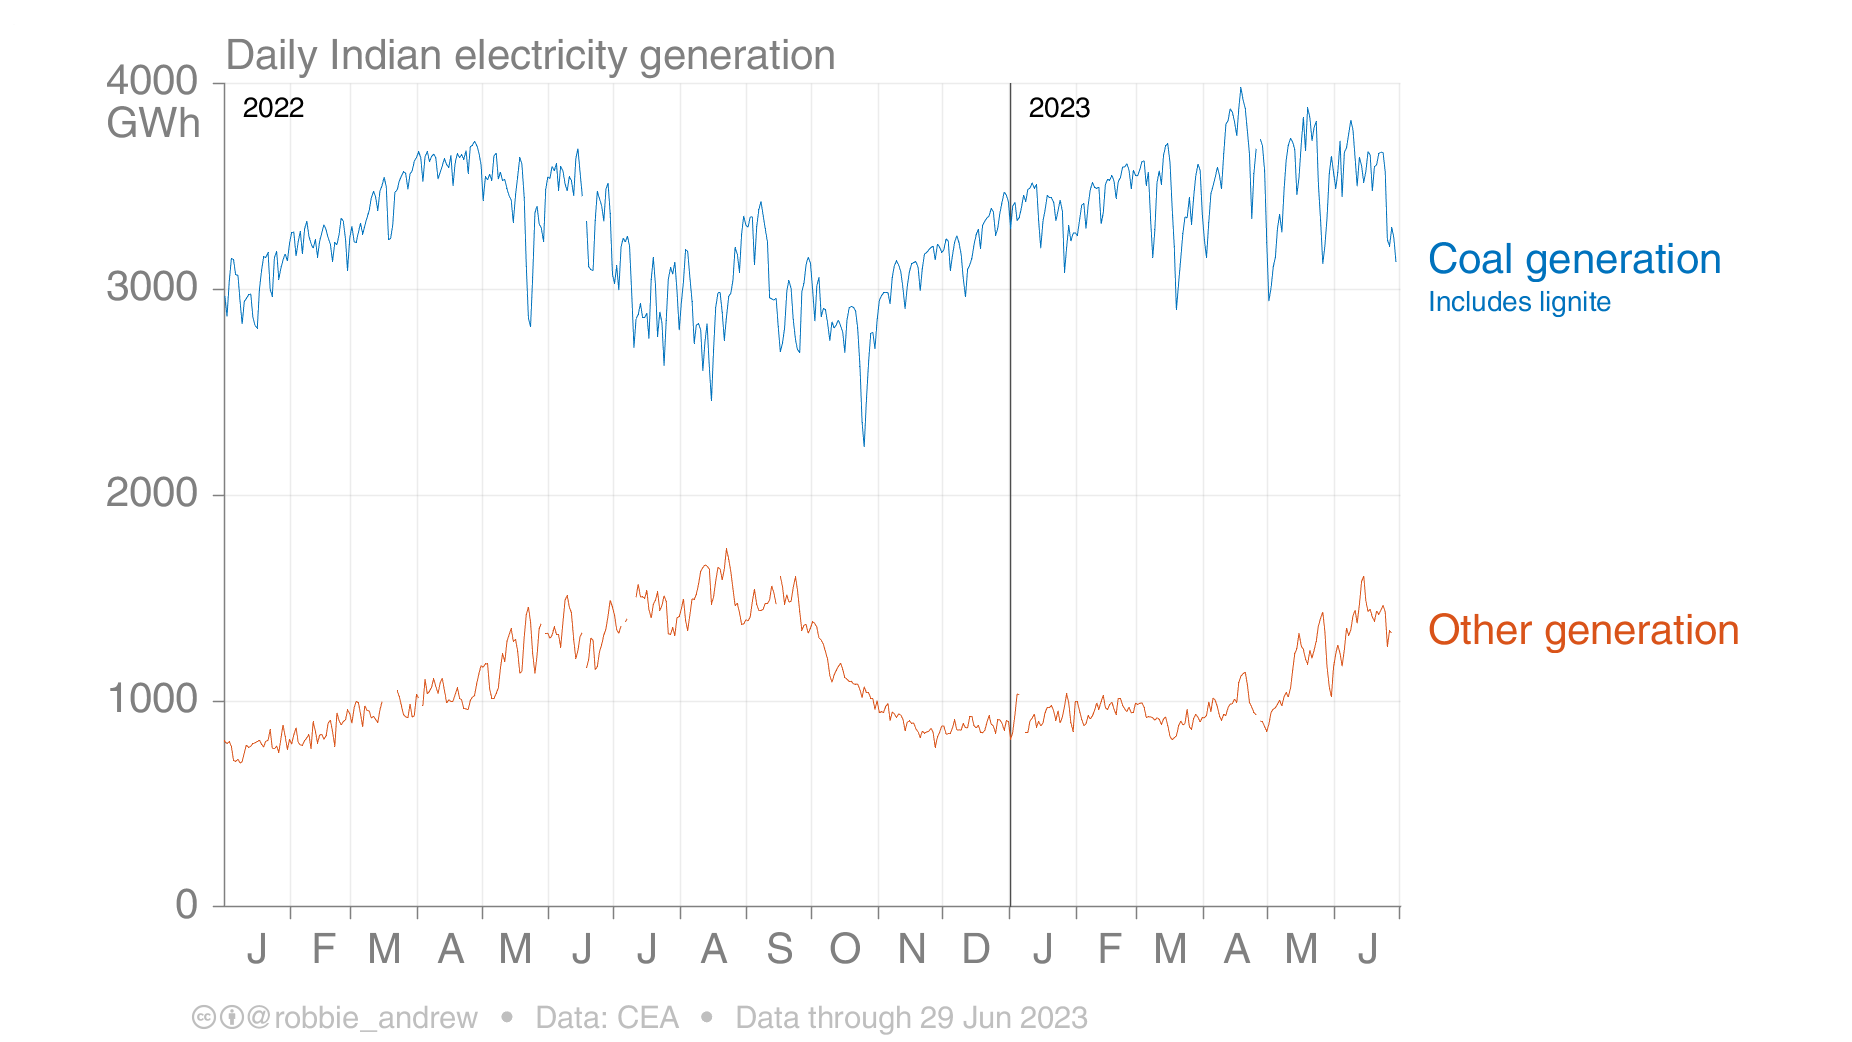 Daily Indian electricity generation
4000
GWh
2022
2023
3000
2000
1000
0
Coal generation
Includes lignite
Other generation
J F M A M J J A S O N D J F M A M J
@robbie_andrew • Data: CEA • Data through 29 Jun 2023